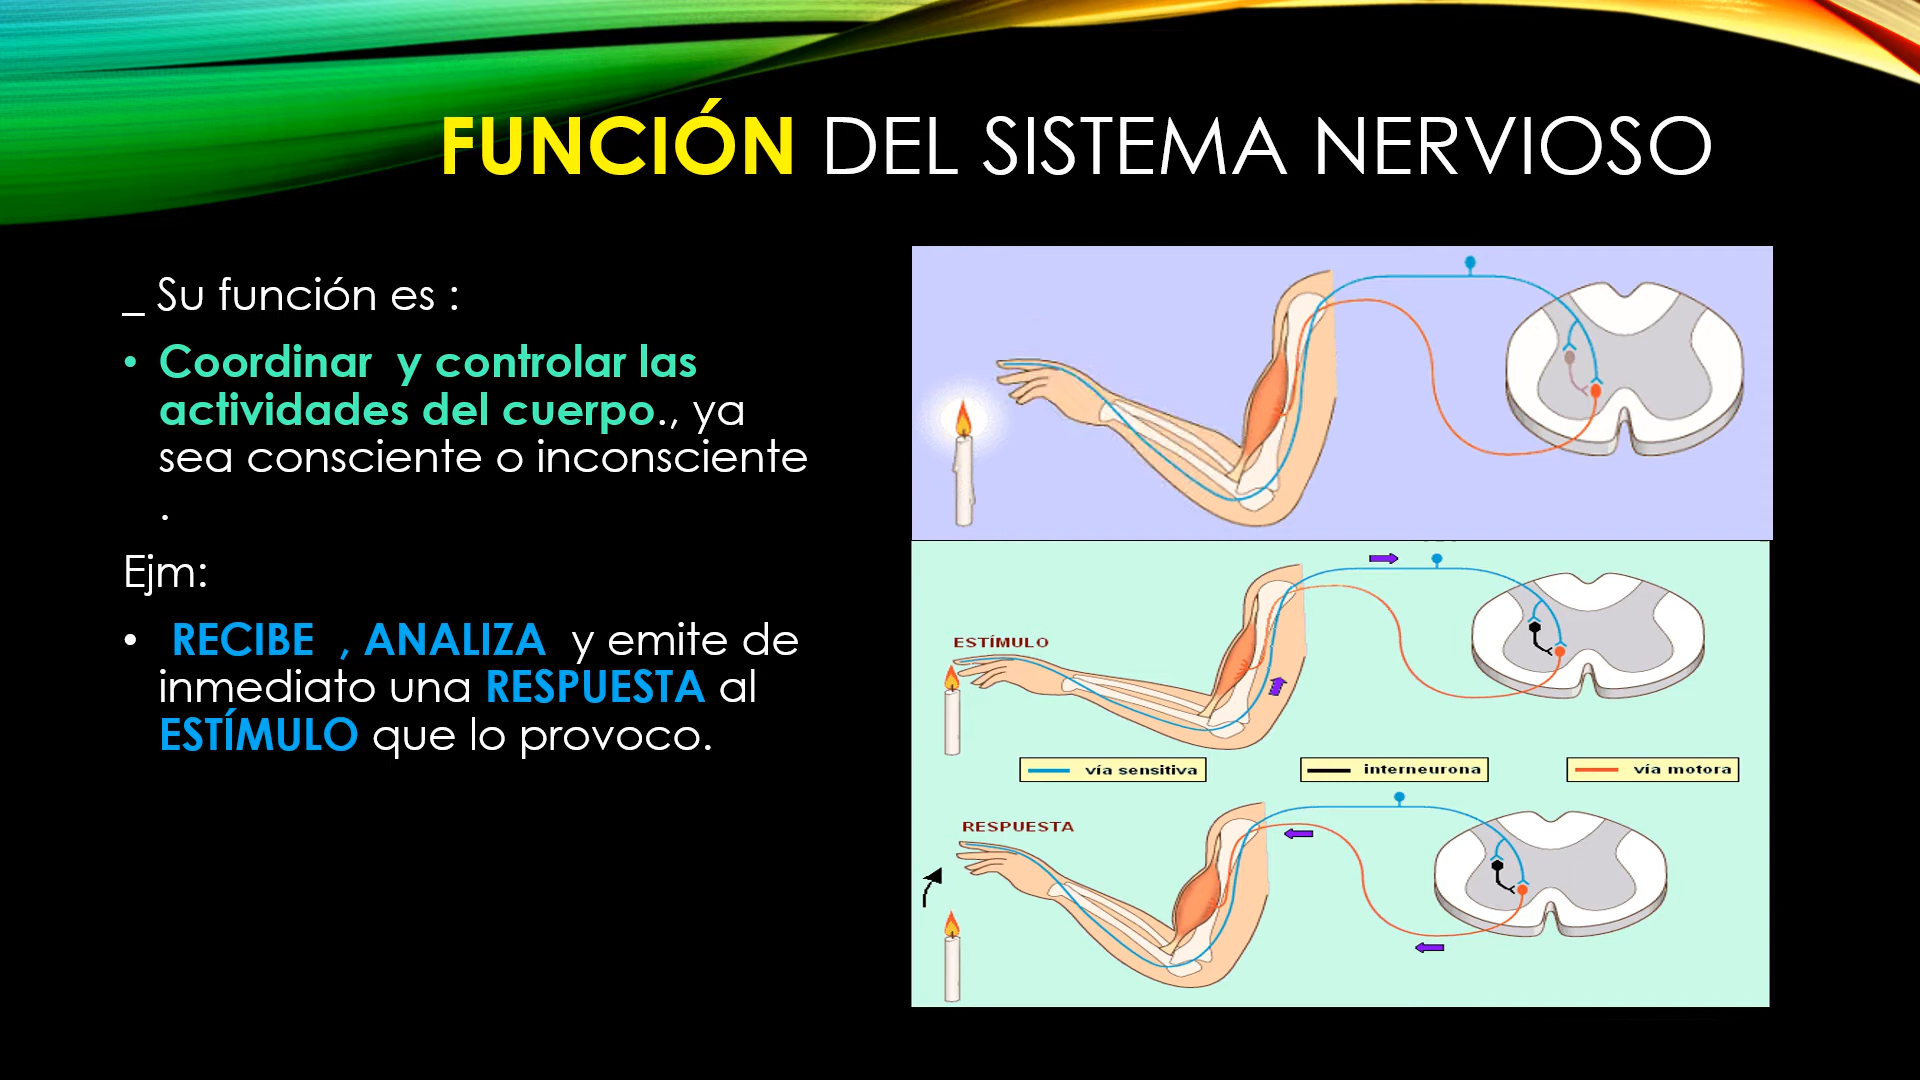 FUNCIÓN DEL SISTEMA NERVIOSO
_ Su función es :
• Coordinar y controlar las
actividades del cuerpo., ya
sea consciente o inconsciente
.
Ejm:
• RECIBE , ANALIZA y emite de
inmediato una RESPUESTA al
ESTÍMULO que lo provoco.
ESTÍMULO
vía sensitiva
interneurona
vía motora
RESPUESTA